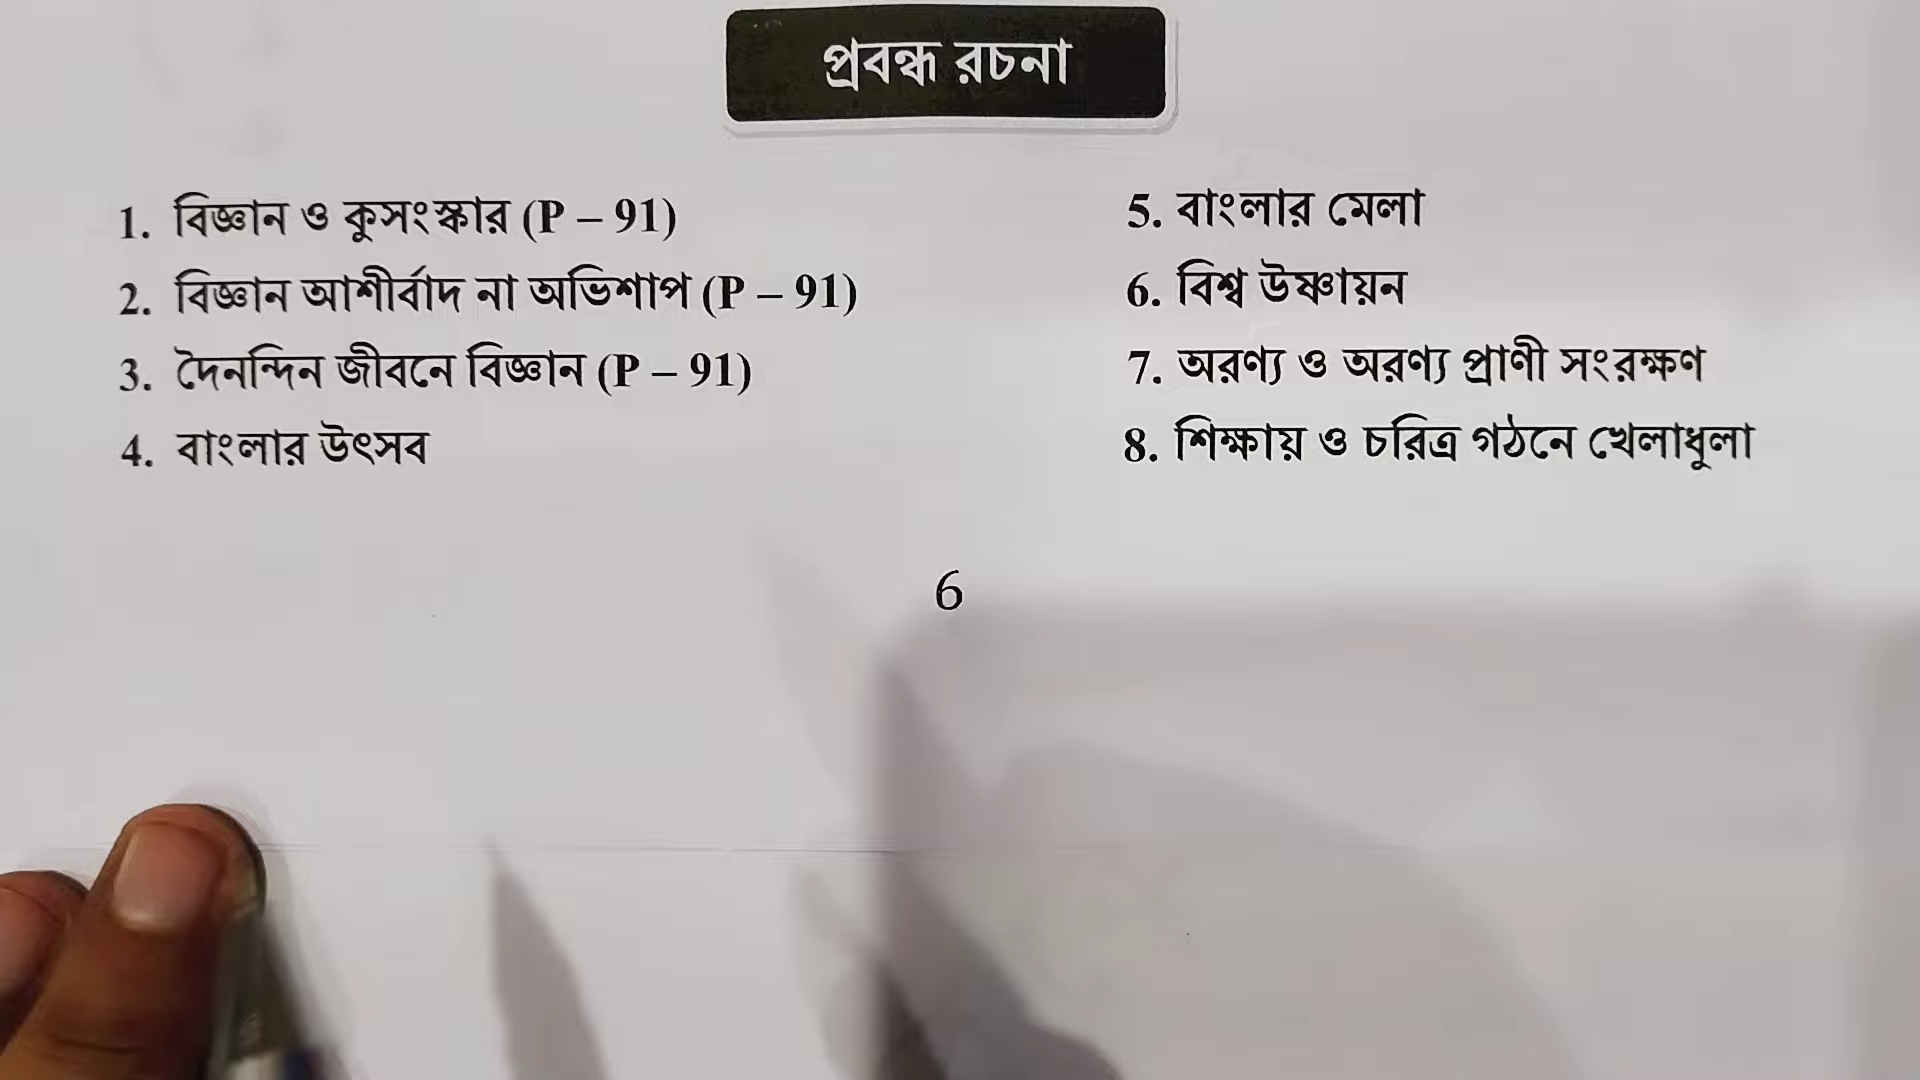 প্রবন্ধ রচনা
1. বিজ্ঞান ও কুসংস্কার (P – 91)
2. বিজ্ঞান আশীর্বাদ না অভিশাপ (P – 91)
3. দৈনন্দিন জীবনে বিজ্ঞান (P – 91)
4. বাংলার উৎসব
5. বাংলার মেলা
6. বিশ্ব উষ্ণায়ন
7. অরণ্য ও অরণ্য প্রাণী সংরক্ষণ
8. শিক্ষায় ও চরিত্র গঠনে খেলাধুলা
6